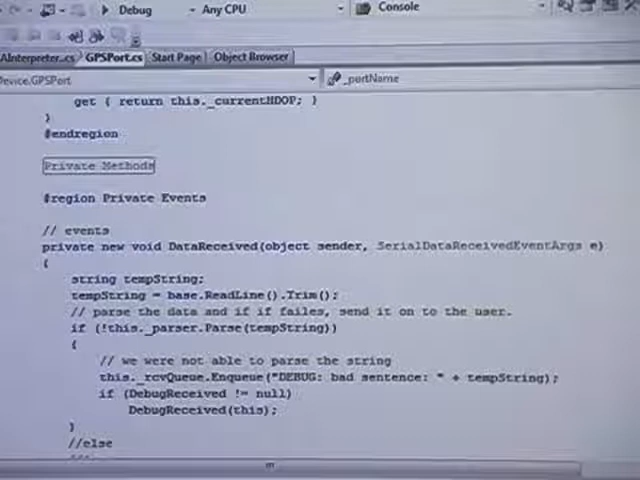 Debug
Any CPU
Console
AInterpreter.cs GPSPort.cs Start Page Object Browser
Device.GPSPort
_portName
get { return this._currentHDOP; }
}
#endregion
Private Methods
#region Private Events
// events
private new void DataReceived(object sender, SerialDataReceivedEventArgs e)
{
string tempString;
tempString = base.ReadLine().Trim();
// parse the data and if if failes, send it on to the user.
if (!this._parser.Parse(tempString))
{
// we were not able to parse the string
this._rcvQueue.Enqueue("DEBUG: bad sentence: " + tempString);
if (DebugReceived != null)
DebugReceived(this);
}
//else